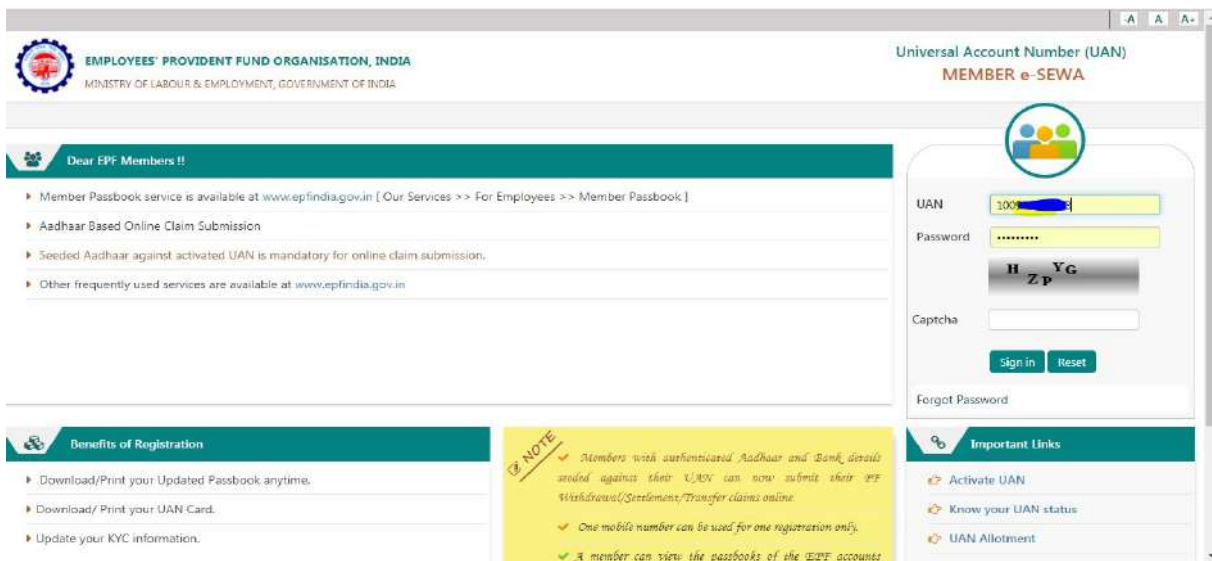 -A A A+
EMPLOYEES' PROVIDENT FUND ORGANISATION, INDIA
MINISTRY OF LABOUR & EMPLOYMENT, GOVERNMENT OF INDIA
Universal Account Number (UAN)
MEMBER e-SEWA
Dear EPF Members !!
Member Passbook service is available at www.epfindia.gov.in [ Our Services >> For Employees >> Member Passbook ]
Aadhaar Based Online Claim Submission
Seeded Aadhaar against activated UAN is mandatory for online claim submission.
Other frequently used services are available at www.epfindia.gov.in
UAN 100
Password
H Z P Y G
Captcha
Sign in Reset
Forgot Password
Benefits of Registration
Download/Print your Updated Passbook anytime.
Download/ Print your UAN Card.
Update your KYC information.
NOTE
Members with authenticated Aadhaar and Bank details
seeded against their UAN can now submit their PF
Withdrawal/Settlement/Transfer claims online
One mobile number can be used for one registration only.
A member can view the passbooks of the EPF accounts
Important Links
Activate UAN
Know your UAN status
UAN Allotment